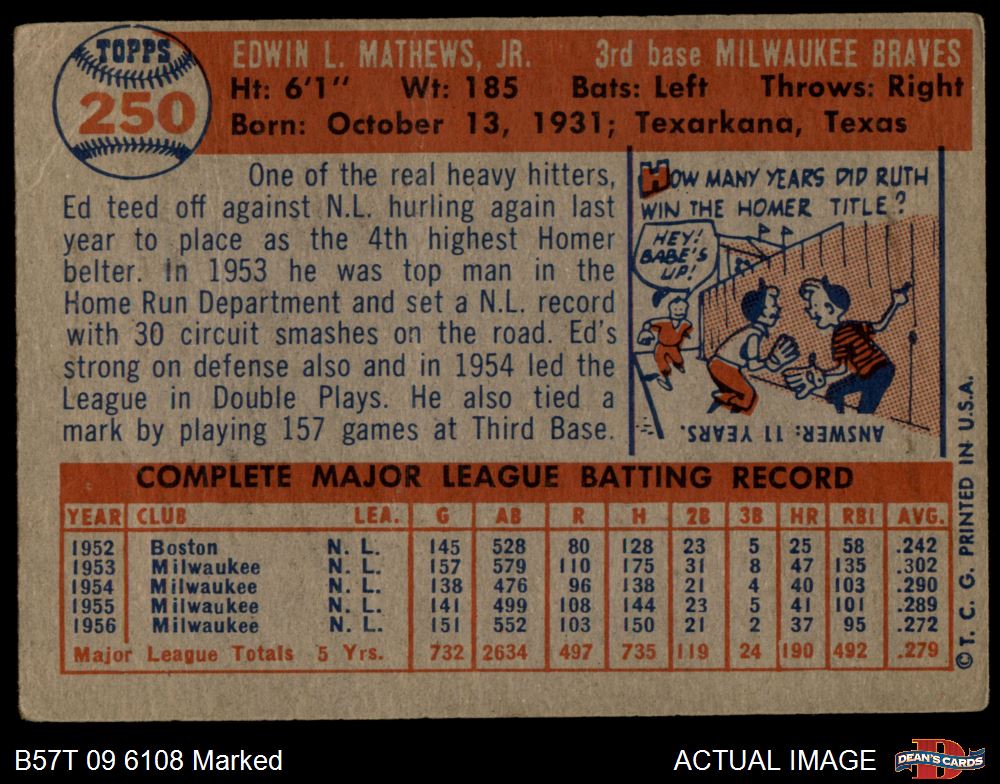 TOPPS
250
EDWIN L. MATHEWS, JR. 3rd base MILWAUKEE BRAVES
Ht: 6'1" Wt: 185 Bats: Left Throws: Right
Born: October 13, 1931; Texarkana, Texas
One of the real heavy hitters,
Ed teed off against N.L. hurling again last
year to place as the 4th highest Homer
belter. In 1953 he was top man in the
Home Run Department and set a N.L. record
with 30 circuit smashes on the road. Ed's
strong on defense also and in 1954 led the
League in Double Plays. He also tied a
mark by playing 157 games at Third Base.
HOW MANY YEARS DID RUTH
WIN THE HOMER TITLE?
HEY!
BABE'S
UP!
ANSWER: 11 YEARS.
COMPLETE MAJOR LEAGUE BATTING RECORD
YEAR CLUB LEA. G AB R H 2B 3B HR RBI AVG.
1952 Boston N. L. 145 528 80 128 23 5 25 58 .242
1953 Milwaukee N. L. 157 579 110 175 31 8 47 135 .302
1954 Milwaukee N. L. 138 476 96 138 21 4 40 103 .290
1955 Milwaukee N. L. 141 499 108 144 23 5 41 101 .289
1956 Milwaukee N. L. 151 552 103 150 21 2 37 95 .272
Major League Totals 5 Yrs. 732 2634 497 735 119 24 190 492 .279
© T. C. G. PRINTED IN U.S.A.
B57T 09 6108 Marked
ACTUAL IMAGE
DEAN'S CARDS